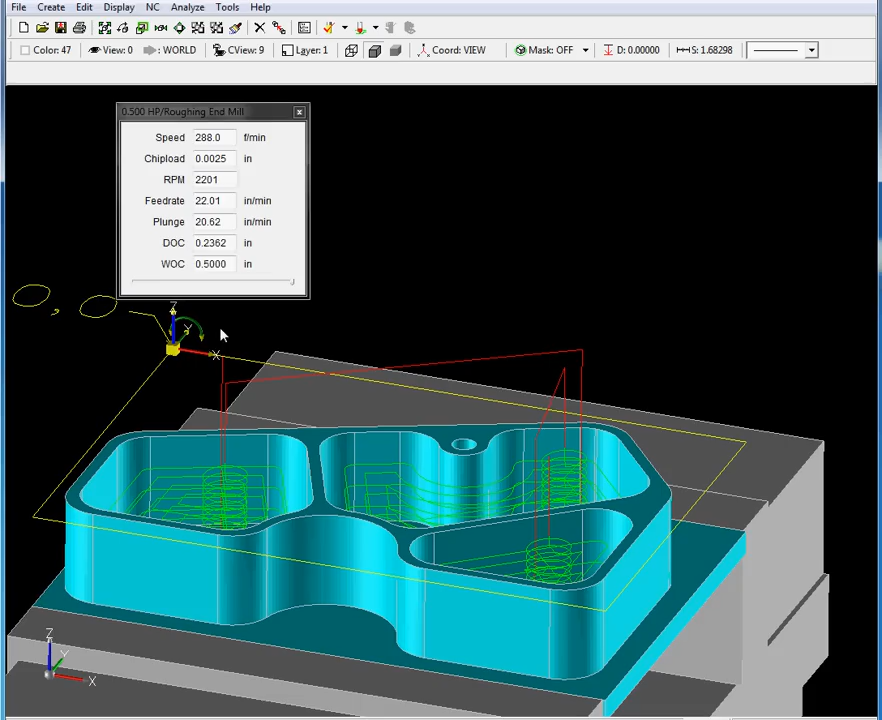 File Create Edit Display NC Analyze Tools Help
Color: 47 View: 0 : WORLD CView: 9 Layer: 1 Coord: VIEW Mask: OFF D: 0.00000 S: 1.68298
0.500 HP/Roughing End Mill
Speed 288.0 f/min
Chipload 0.0025 in
RPM 2201
Feedrate 22.01 in/min
Plunge 20.62 in/min
DOC 0.2362 in
WOC 0.5000 in
0, 0
Z
Y
X
Z
Y
X